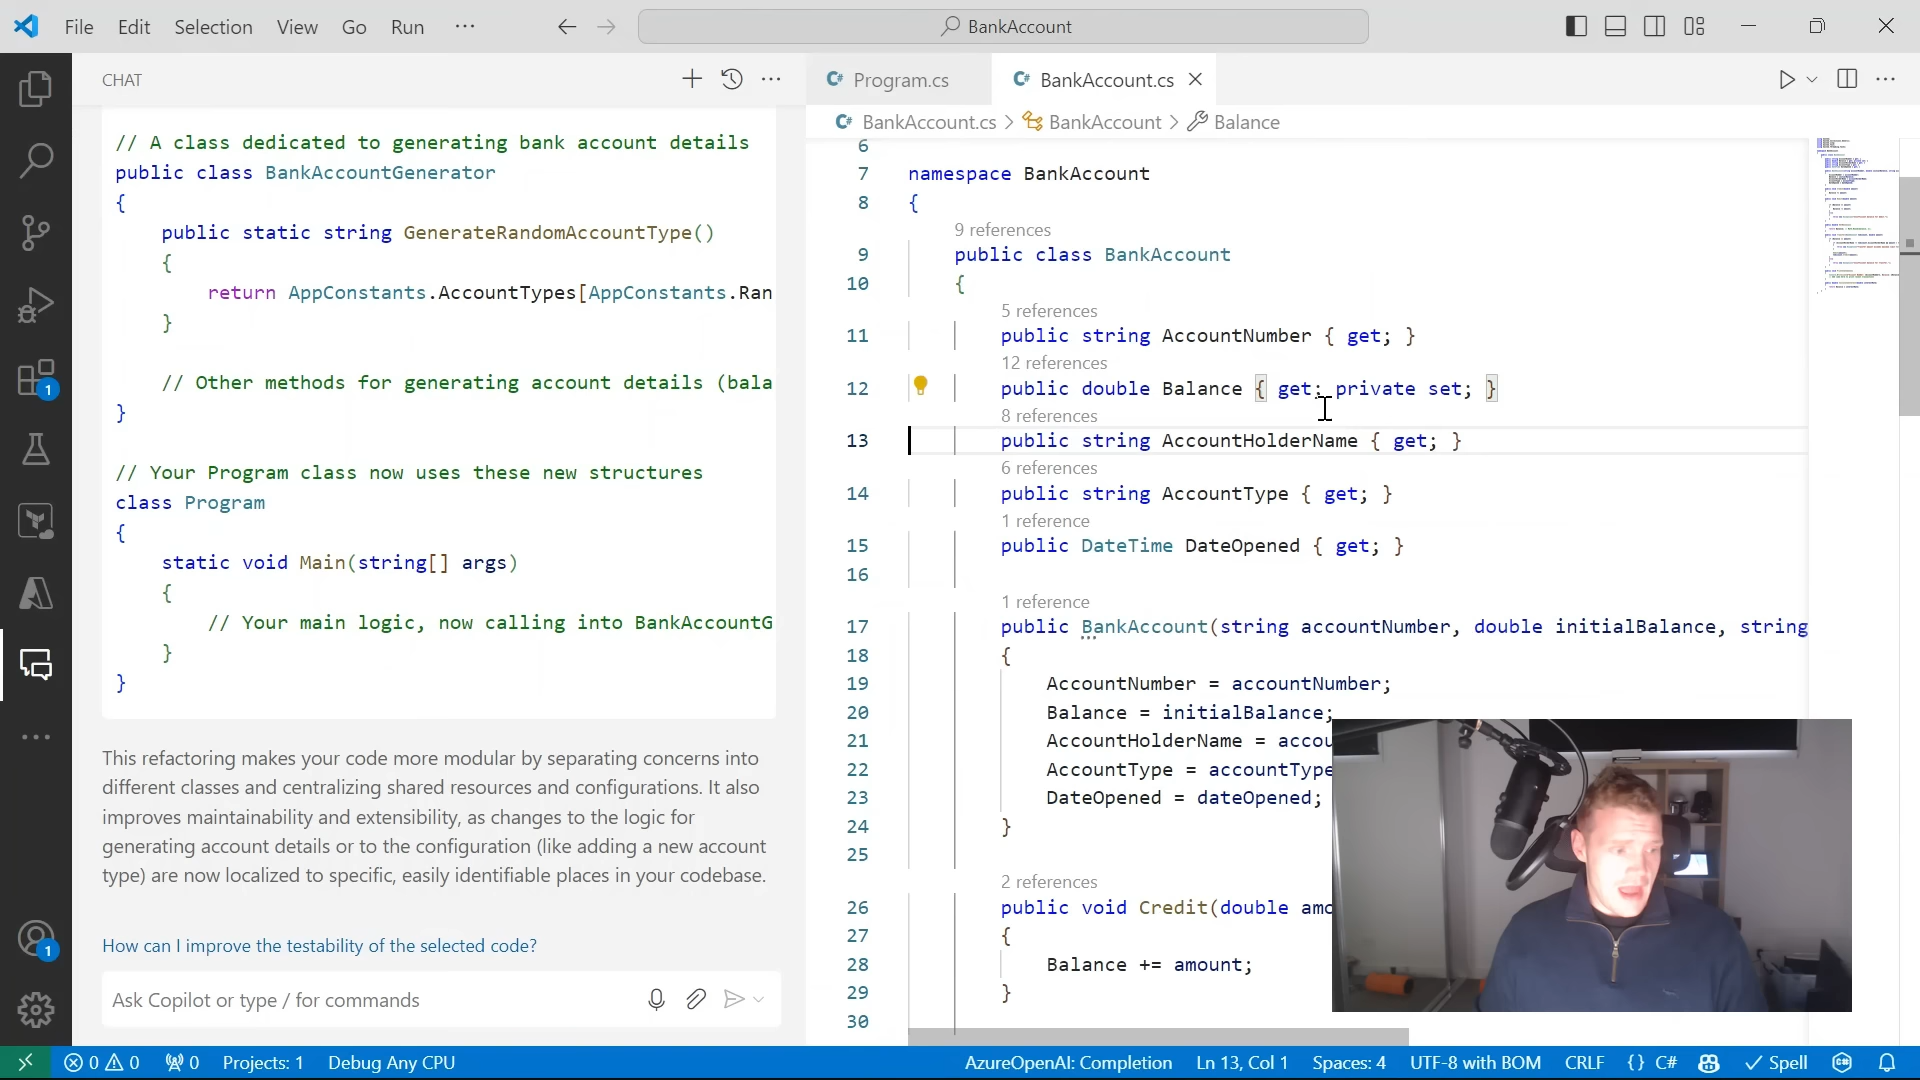 File Edit Selection View Go Run ···
BankAccount
CHAT
// A class dedicated to generating bank account details
public class BankAccountGenerator
{
public static string GenerateRandomAccountType()
{
return AppConstants.AccountTypes[AppConstants.Ran
}
// Other methods for generating account details (bala
}
// Your Program class now uses these new structures
class Program
{
static void Main(string[] args)
{
// Your main logic, now calling into BankAccountG
}
}
This refactoring makes your code more modular by separating concerns into
different classes and centralizing shared resources and configurations. It also
improves maintainability and extensibility, as changes to the logic for
generating account details or to the configuration (like adding a new account
type) are now localized to specific, easily identifiable places in your codebase.
How can I improve the testability of the selected code?
Ask Copilot or type / for commands
1
1
C# Program.cs
C# BankAccount.cs
C# BankAccount.cs > BankAccount > Balance
6
7 namespace BankAccount
8 {
9 references
9 public class BankAccount
10 {
5 references
11 public string AccountNumber { get; }
12 references
12 public double Balance { get; private set; }
8 references
13 public string AccountHolderName { get; }
6 references
14 public string AccountType { get; }
1 reference
15 public DateTime DateOpened { get; }
16
1 reference
17 public BankAccount(string accountNumber, double initialBalance, string
18 {
19 AccountNumber = accountNumber;
20 Balance = initialBalance;
21 AccountHolderName = accou
22 AccountType = accountType
23 DateOpened = dateOpened;
24 }
25
2 references
26 public void Credit(double amo
27 {
28 Balance += amount;
29 }
30
0 0 0 Projects: 1 Debug Any CPU
AzureOpenAI: Completion Ln 13, Col 1 Spaces: 4 UTF-8 with BOM CRLF {} C# Spell